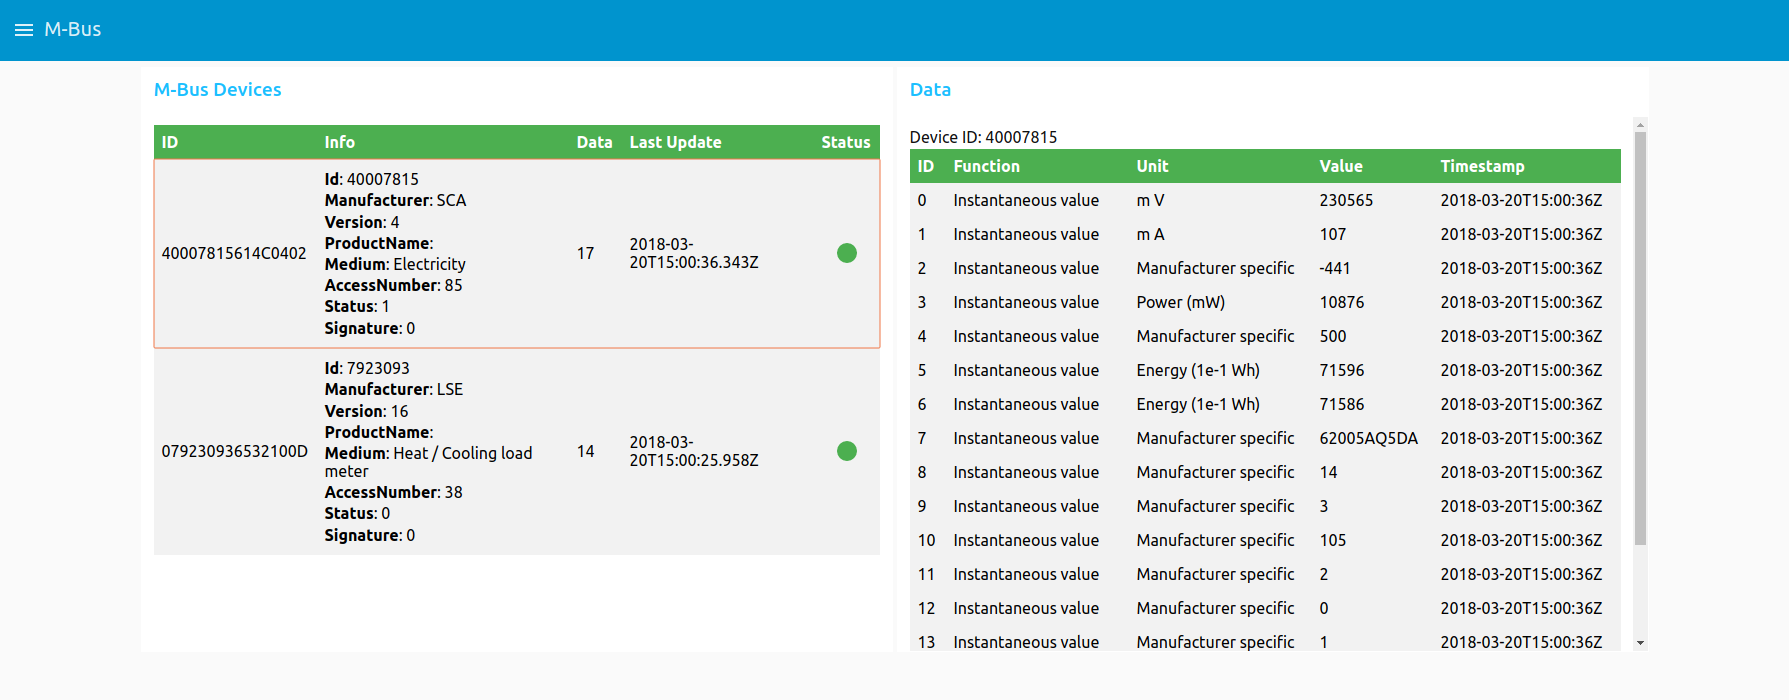 M-Bus
M-Bus Devices
ID Info Data Last Update Status
40007815614C0402
Id: 40007815
Manufacturer: SCA
Version: 4
ProductName:
Medium: Electricity
AccessNumber: 85
Status: 1
Signature: 0
17
2018-03-
20T15:00:36.343Z
079230936532100D
Id: 7923093
Manufacturer: LSE
Version: 16
ProductName:
Medium: Heat / Cooling load
meter
AccessNumber: 38
Status: 0
Signature: 0
14
2018-03-
20T15:00:25.958Z
Data
Device ID: 40007815
ID Function Unit Value Timestamp
0 Instantaneous value m V 230565 2018-03-20T15:00:36Z
1 Instantaneous value m A 107 2018-03-20T15:00:36Z
2 Instantaneous value Manufacturer specific -441 2018-03-20T15:00:36Z
3 Instantaneous value Power (mW) 10876 2018-03-20T15:00:36Z
4 Instantaneous value Manufacturer specific 500 2018-03-20T15:00:36Z
5 Instantaneous value Energy (1e-1 Wh) 71596 2018-03-20T15:00:36Z
6 Instantaneous value Energy (1e-1 Wh) 71586 2018-03-20T15:00:36Z
7 Instantaneous value Manufacturer specific 62005AQ5DA 2018-03-20T15:00:36Z
8 Instantaneous value Manufacturer specific 14 2018-03-20T15:00:36Z
9 Instantaneous value Manufacturer specific 3 2018-03-20T15:00:36Z
10 Instantaneous value Manufacturer specific 105 2018-03-20T15:00:36Z
11 Instantaneous value Manufacturer specific 2 2018-03-20T15:00:36Z
12 Instantaneous value Manufacturer specific 0 2018-03-20T15:00:36Z
13 Instantaneous value Manufacturer specific 1 2018-03-20T15:00:36Z